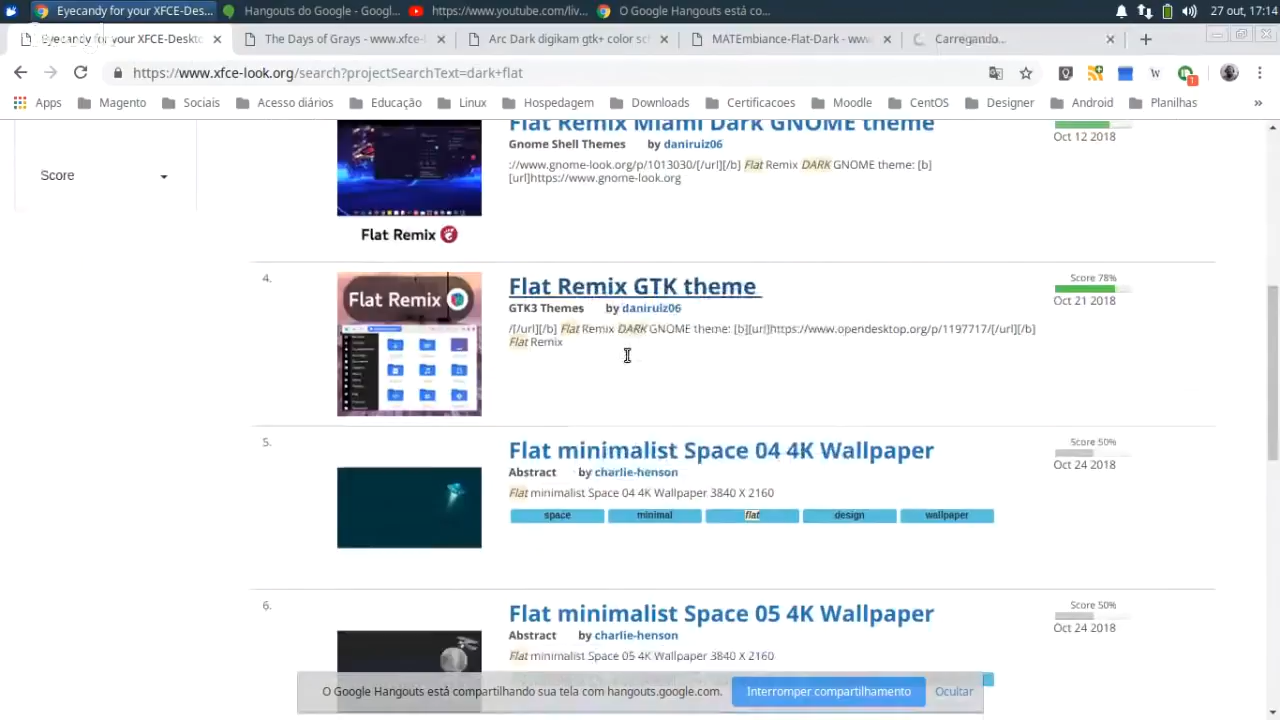 Eyecandy for your XFCE-Des...
Hangouts do Google - Googl...
https://www.youtube.com/liv...
O Google Hangouts está co...
27 out, 17:14
Eyecandy for your XFCE-Deskto
The Days of Grays - www.xfce-l
Arc Dark digikam gtk+ color sc
MATEmbiance-Flat-Dark - www
Carregando...
https://www.xfce-look.org/search?projectSearchText=dark+flat
Apps
Magento
Sociais
Acesso diários
Educação
Linux
Hospedagem
Downloads
Certificacoes
Moodle
CentOS
Designer
Android
Planilhas
»
Score
Flat Remix Miami Dark GNOME theme
Gnome Shell Themes by daniruiz06
Oct 12 2018
://www.gnome-look.org/p/1013030/[/url][/b] Flat Remix DARK GNOME theme: [b]
[url]https://www.gnome-look.org
Flat Remix
4.
Flat Remix
Flat Remix GTK theme
GTK3 Themes by daniruiz06
Score 78%
Oct 21 2018
/[/url][/b] Flat Remix DARK GNOME theme: [b][url]https://www.opendesktop.org/p/1197717/[/url][/b]
Flat Remix
5.
Flat minimalist Space 04 4K Wallpaper
Abstract by charlie-henson
Score 50%
Oct 24 2018
Flat minimalist Space 04 4K Wallpaper 3840 X 2160
space
minimal
flat
design
wallpaper
6.
Flat minimalist Space 05 4K Wallpaper
Abstract by charlie-henson
Score 50%
Oct 24 2018
Flat minimalist Space 05 4K Wallpaper 3840 X 2160
O Google Hangouts está compartilhando sua tela com hangouts.google.com.
Interromper compartilhamento
Ocultar